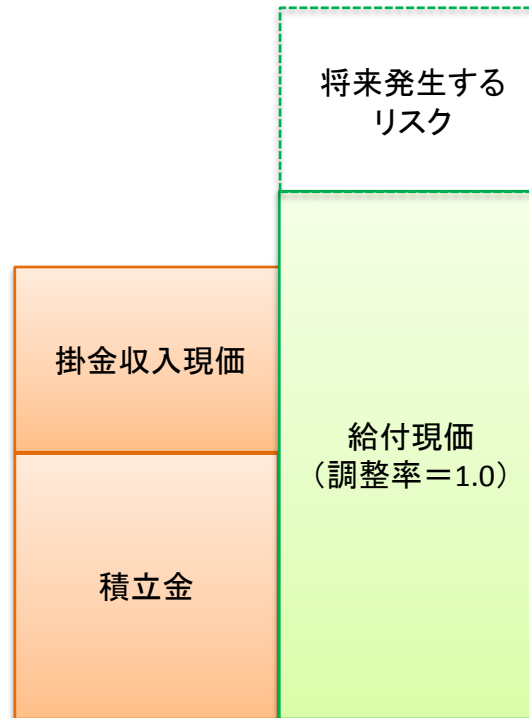 将来発生する
リスク
掛金収入現価
給付現価
（調整率＝1.0）
積立金